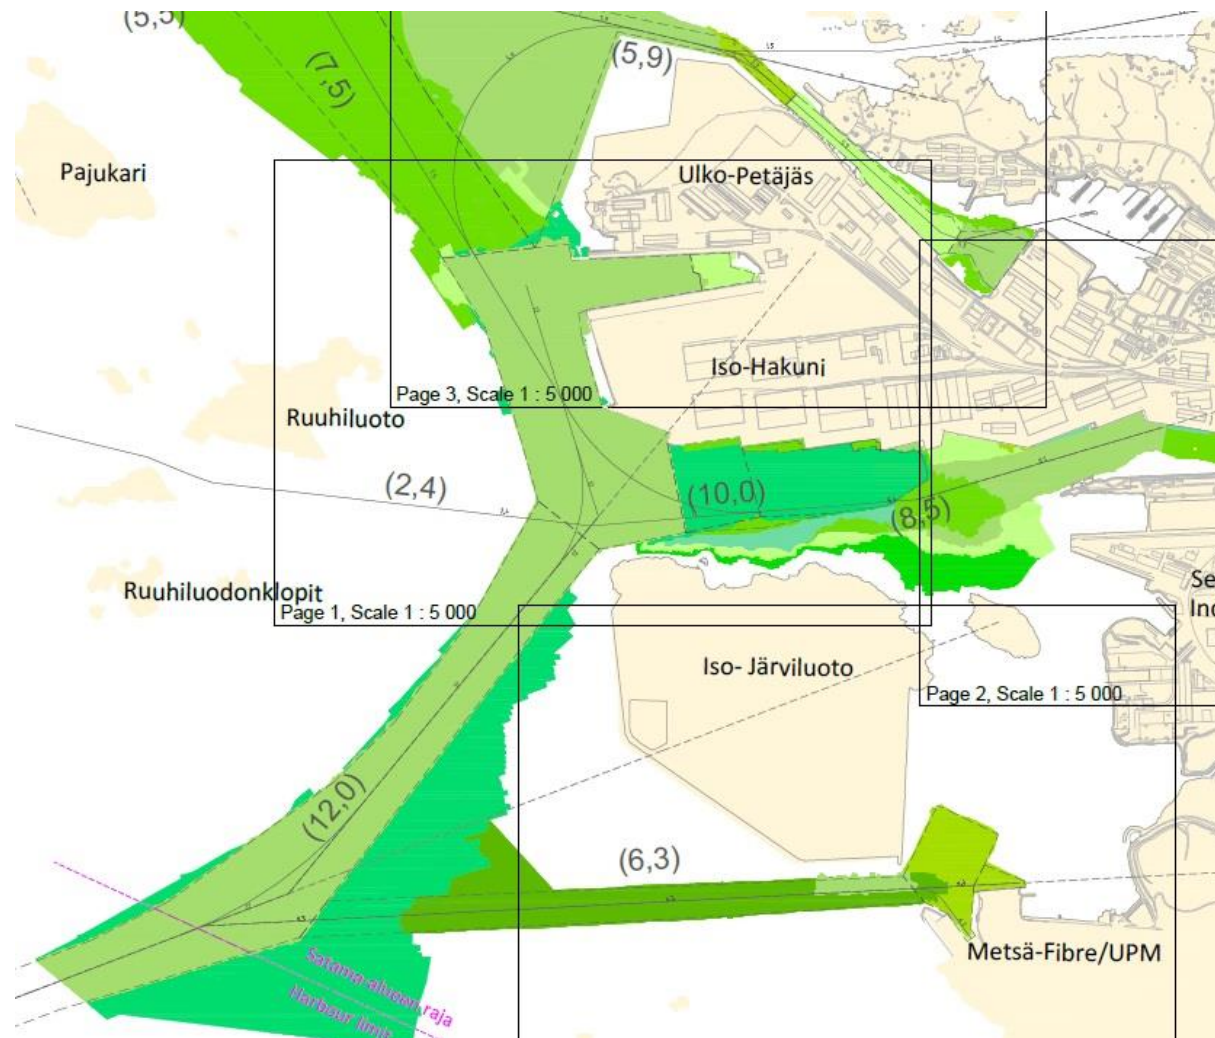 (5,5)
(7,5)
(5,9)
Pajukari
Ulko-Petäjäs
Iso-Hakuni
Page 3, Scale 1 : 5 000
Ruuhiluoto
(2,4)
(10,0)
(8,5)
Ruuhiluodonklopit
Page 1, Scale 1 : 5 000
Se
Inc
Iso- Järviluoto
Page 2, Scale 1 : 5 000
(12,0)
(6,3)
Metsä-Fibre/UPM
Satama-alueen raja
Harbour limit